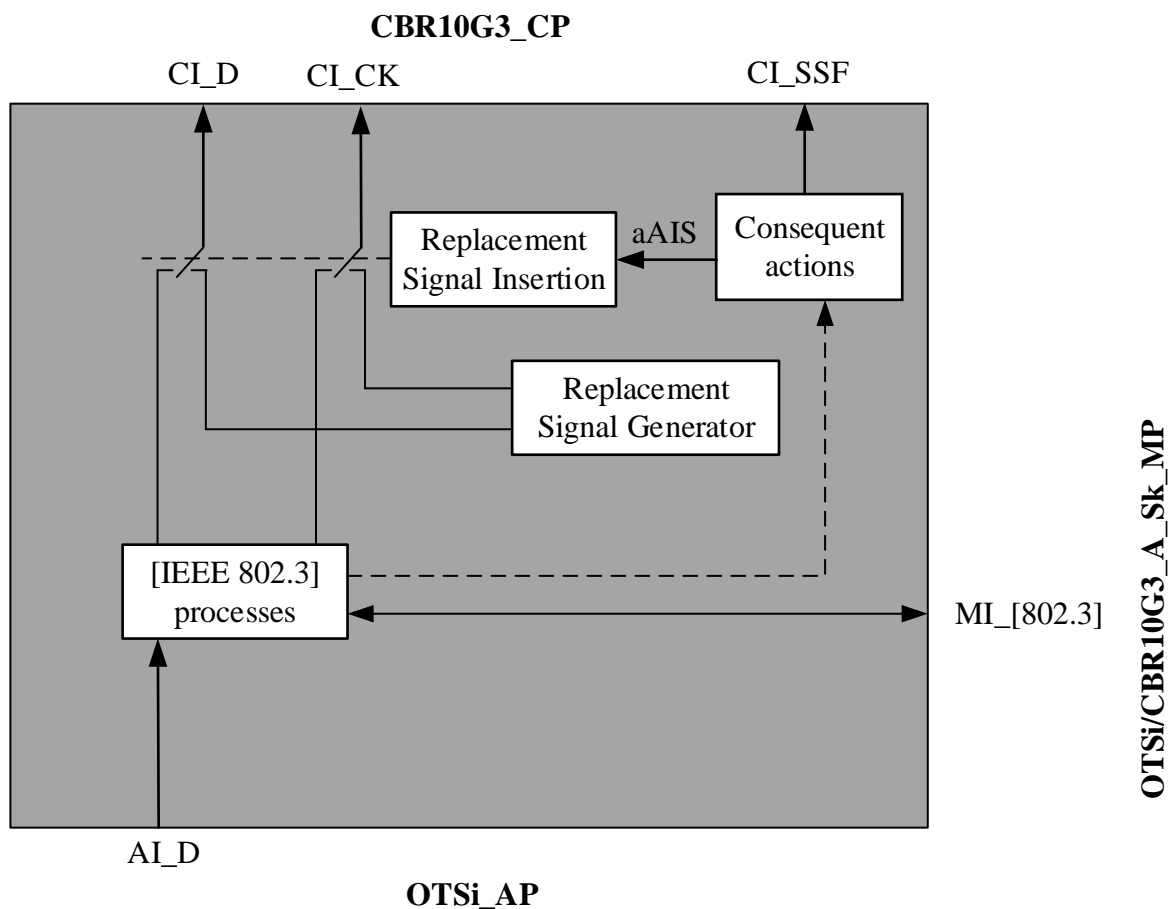 CBR10G3_CP
CI_D
CI_CK
CI_SSF
Replacement
Signal Insertion
aAIS
Consequent
actions
Replacement
Signal Generator
[IEEE 802.3]
processes
MI_[802.3]
OTSi/CBR10G3_A_Sk_MP
AI_D
OTSi_AP